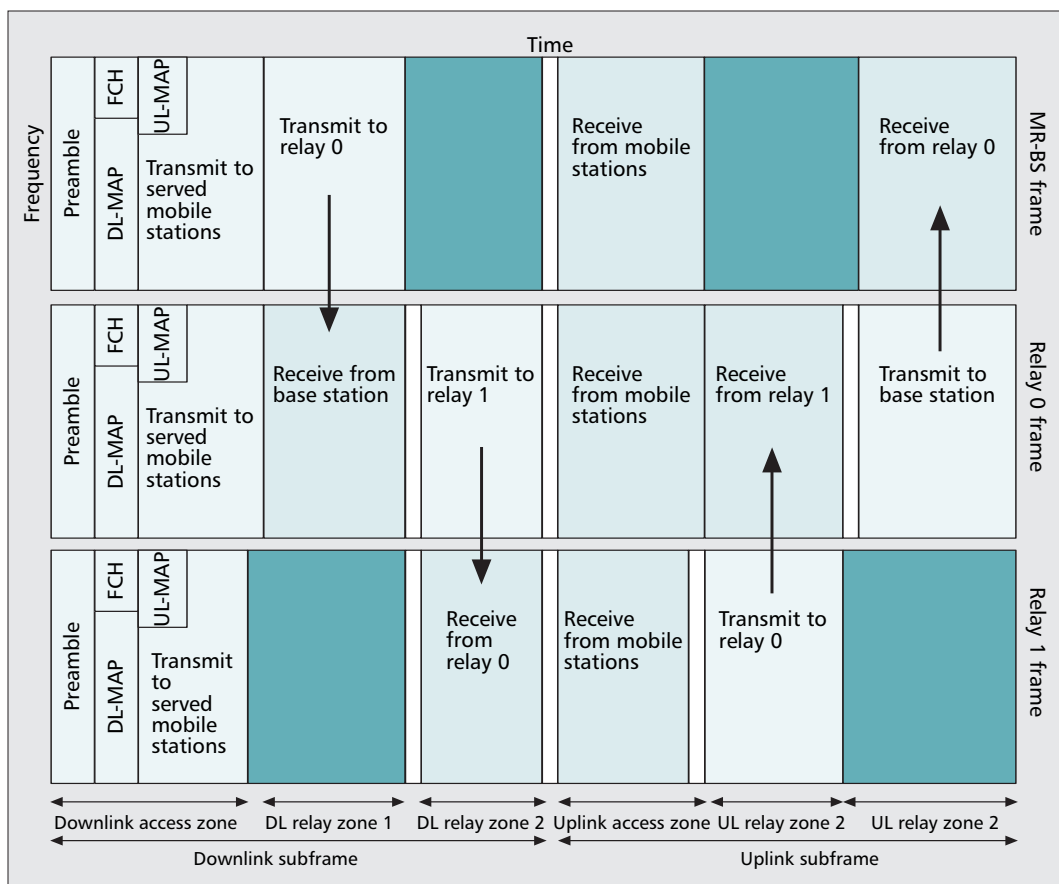 Time
Frequency
Preamble
FCH
DL-MAP
UL-MAP
Transmit to
served
mobile
stations
Transmit to
relay 0
Receive
from mobile
stations
Receive
from relay 0
MR-BS frame
Preamble
FCH
DL-MAP
UL-MAP
Transmit to
served
mobile
stations
Receive from
base station
Transmit to
relay 1
Receive
from mobile
stations
Receive
from relay 1
Transmit to
base station
Relay 0 frame
Preamble
FCH
DL-MAP
UL-MAP
Transmit
to
served
mobile
stations
Receive
from
relay 0
Receive
from mobile
stations
Transmit to
relay 0
Relay 1 frame
Downlink access zone
DL relay zone 1
DL relay zone 2
Uplink access zone
UL relay zone 2
UL relay zone 2
Downlink subframe
Uplink subframe